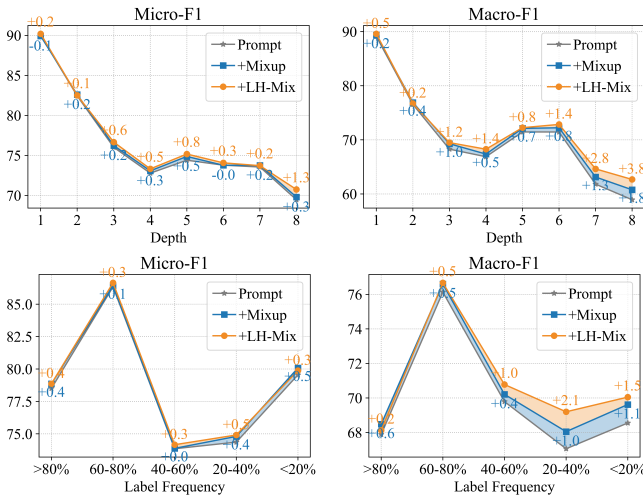 Micro-F1
90
85
80
75
70
+0.2
-0.1
+0.1
+0.2
+0.6
+0.2
+0.5
+0.3
+0.8
+0.5
+0.3
-0.0
+0.2
+0.2
+1.3
+0.3
Prompt
+Mixup
+LH-Mix
1 2 3 4 5 6 7 8
Depth
Macro-F1
90
80
70
60
+0.5
+0.2
+0.2
+0.4
+1.2
+1.0
+1.4
+0.5
+0.8
+0.7
+1.4
+0.8
+2.8
+3.8
Prompt
+Mixup
+LH-Mix
1 2 3 4 5 6 7 8
Depth
Micro-F1
85.0
82.5
80.0
77.5
75.0
+0.4
+0.4
+0.3
+0.1
+0.3
+0.0
+0.5
+0.4
+0.3
+0.5
Prompt
+Mixup
+LH-Mix
>80% 60-80% 40-60% 20-40% <20%
Label Frequency
Macro-F1
76
74
72
70
68
+0.2
+0.6
+0.5
+0.5
+1.0
+0.4
+2.1
+1.0
+1.5
+1.1
Prompt
+Mixup
+LH-Mix
>80% 60-80% 40-60% 20-40% <20%
Label Frequency